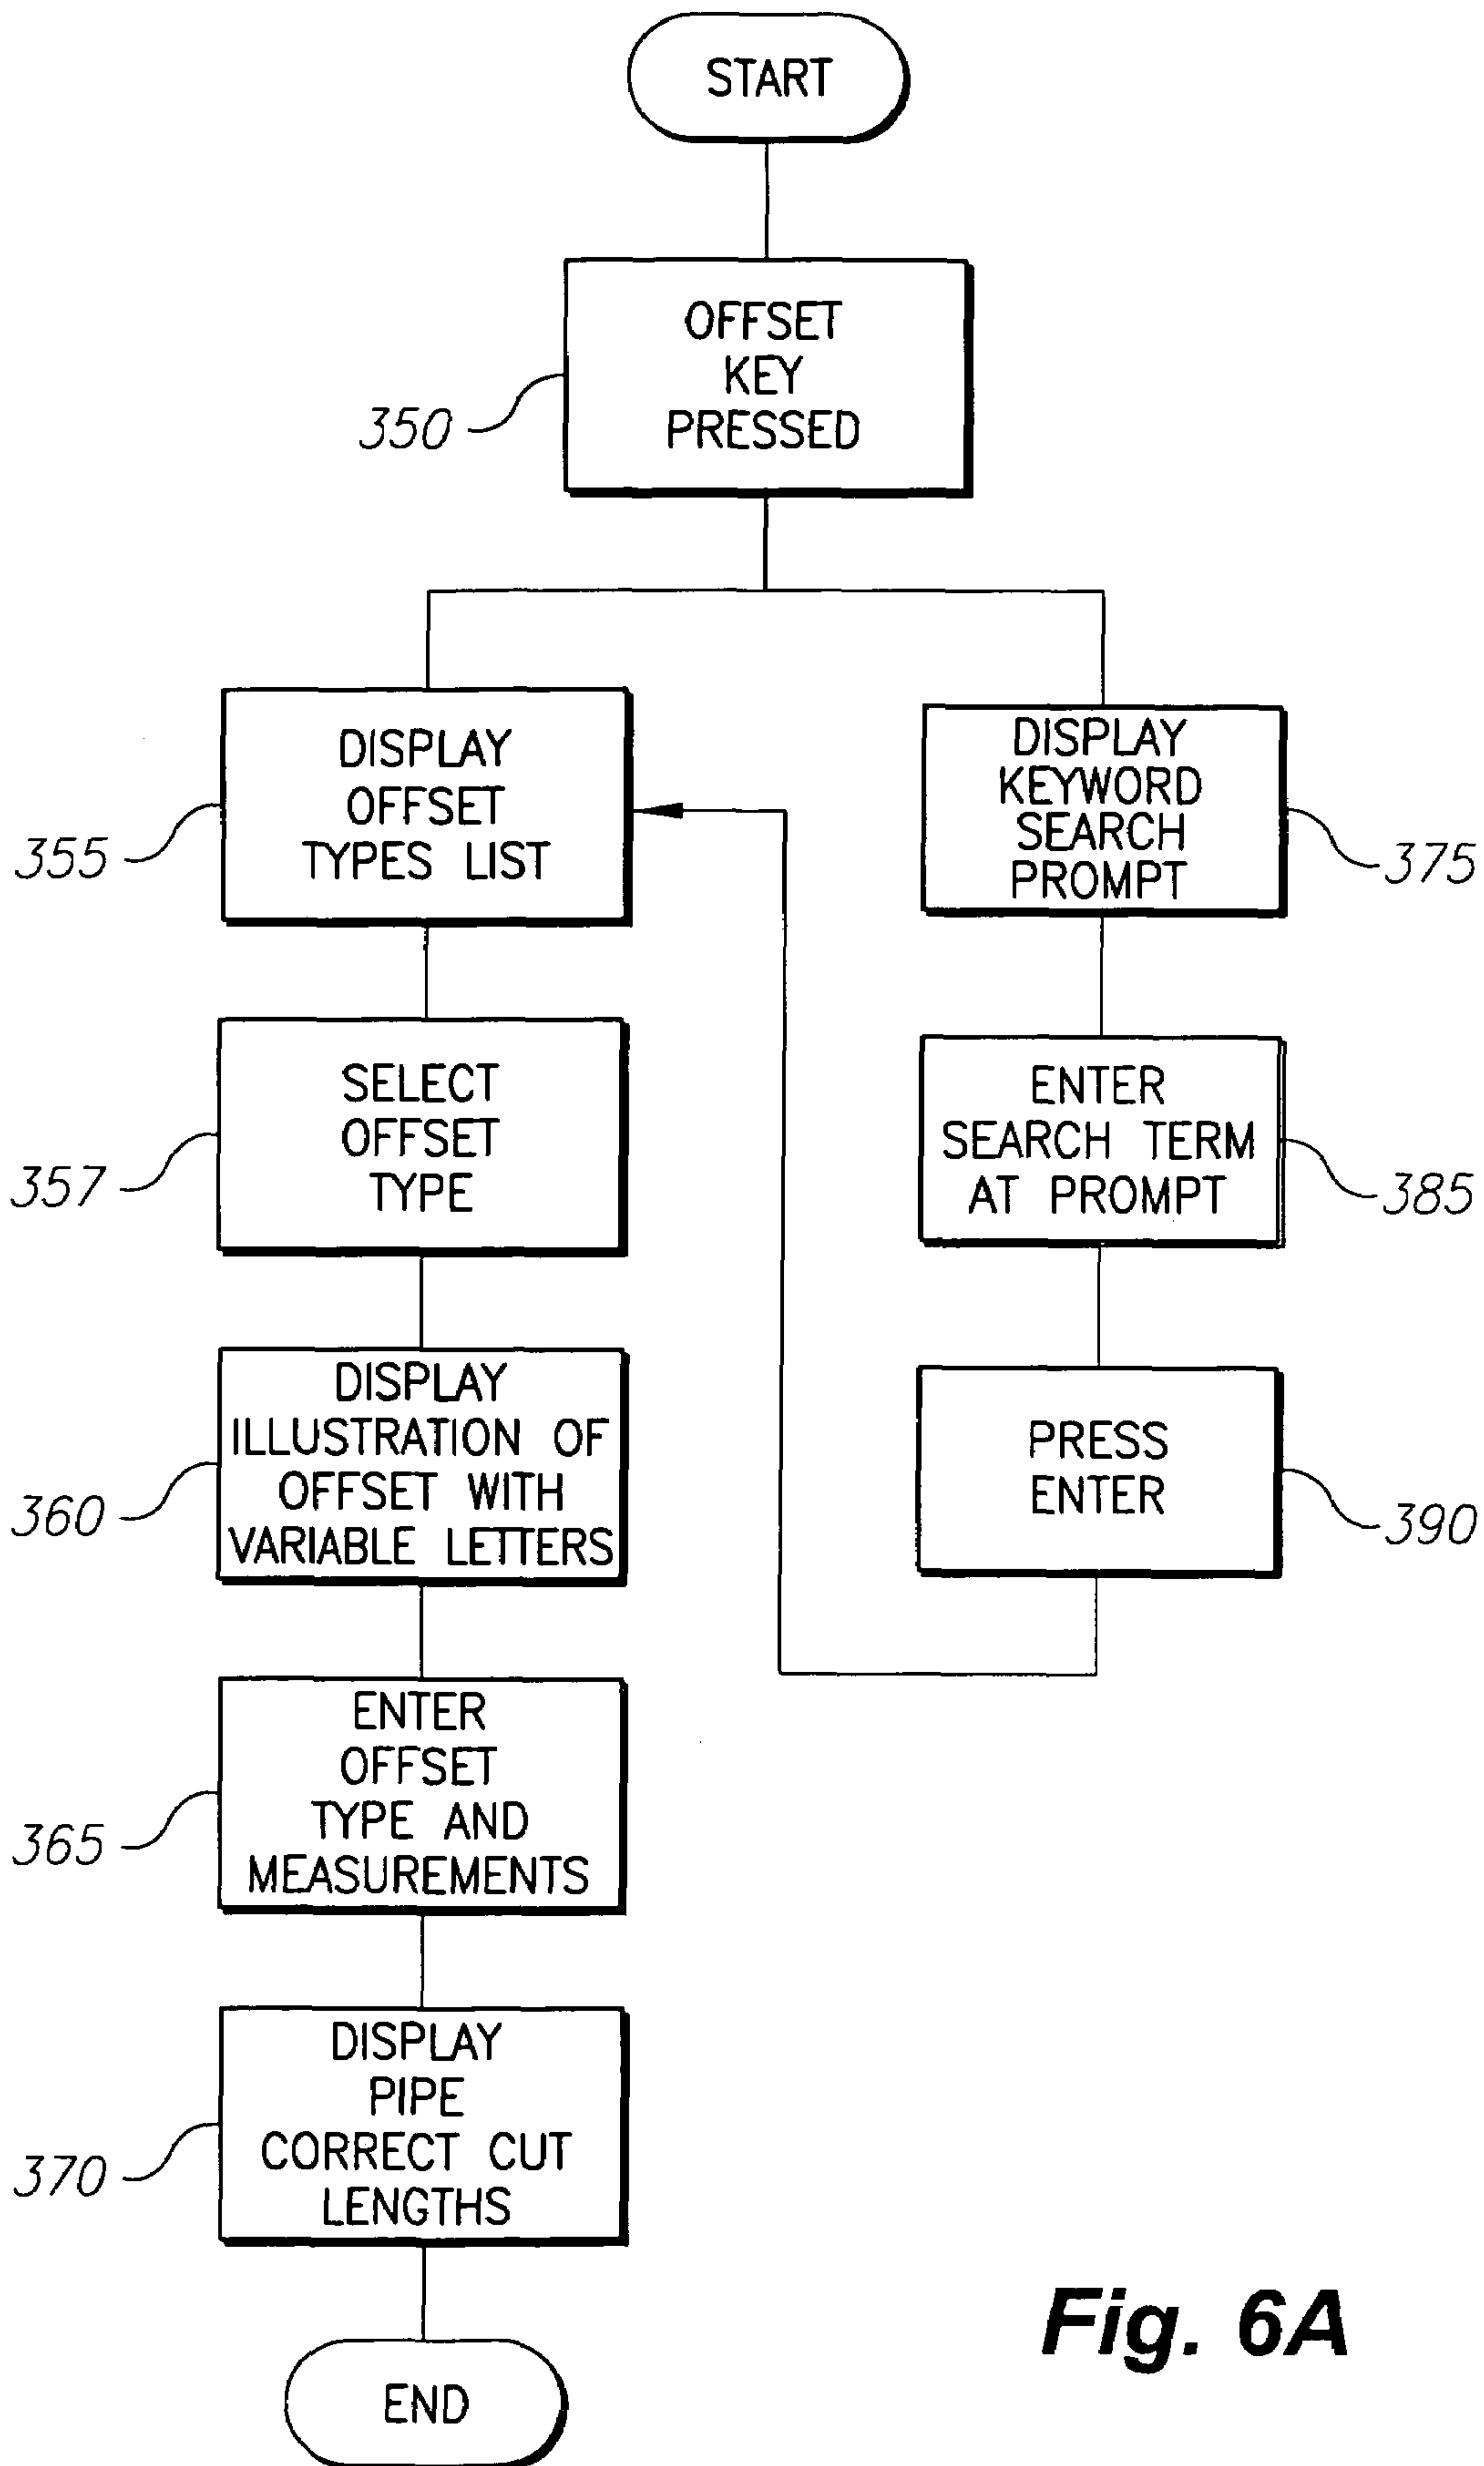 START
OFFSET
KEY
PRESSED
350
DISPLAY
OFFSET
TYPES LIST
355
DISPLAY
KEYWORD
SEARCH
PROMPT
375
SELECT
OFFSET
TYPE
357
ENTER
SEARCH TERM
AT PROMPT
385
DISPLAY
ILLUSTRATION OF
OFFSET WITH
VARIABLE LETTERS
360
PRESS
ENTER
390
ENTER
OFFSET
TYPE AND
MEASUREMENTS
365
DISPLAY
PIPE
CORRECT CUT
LENGTHS
370
END
Fig. 6A